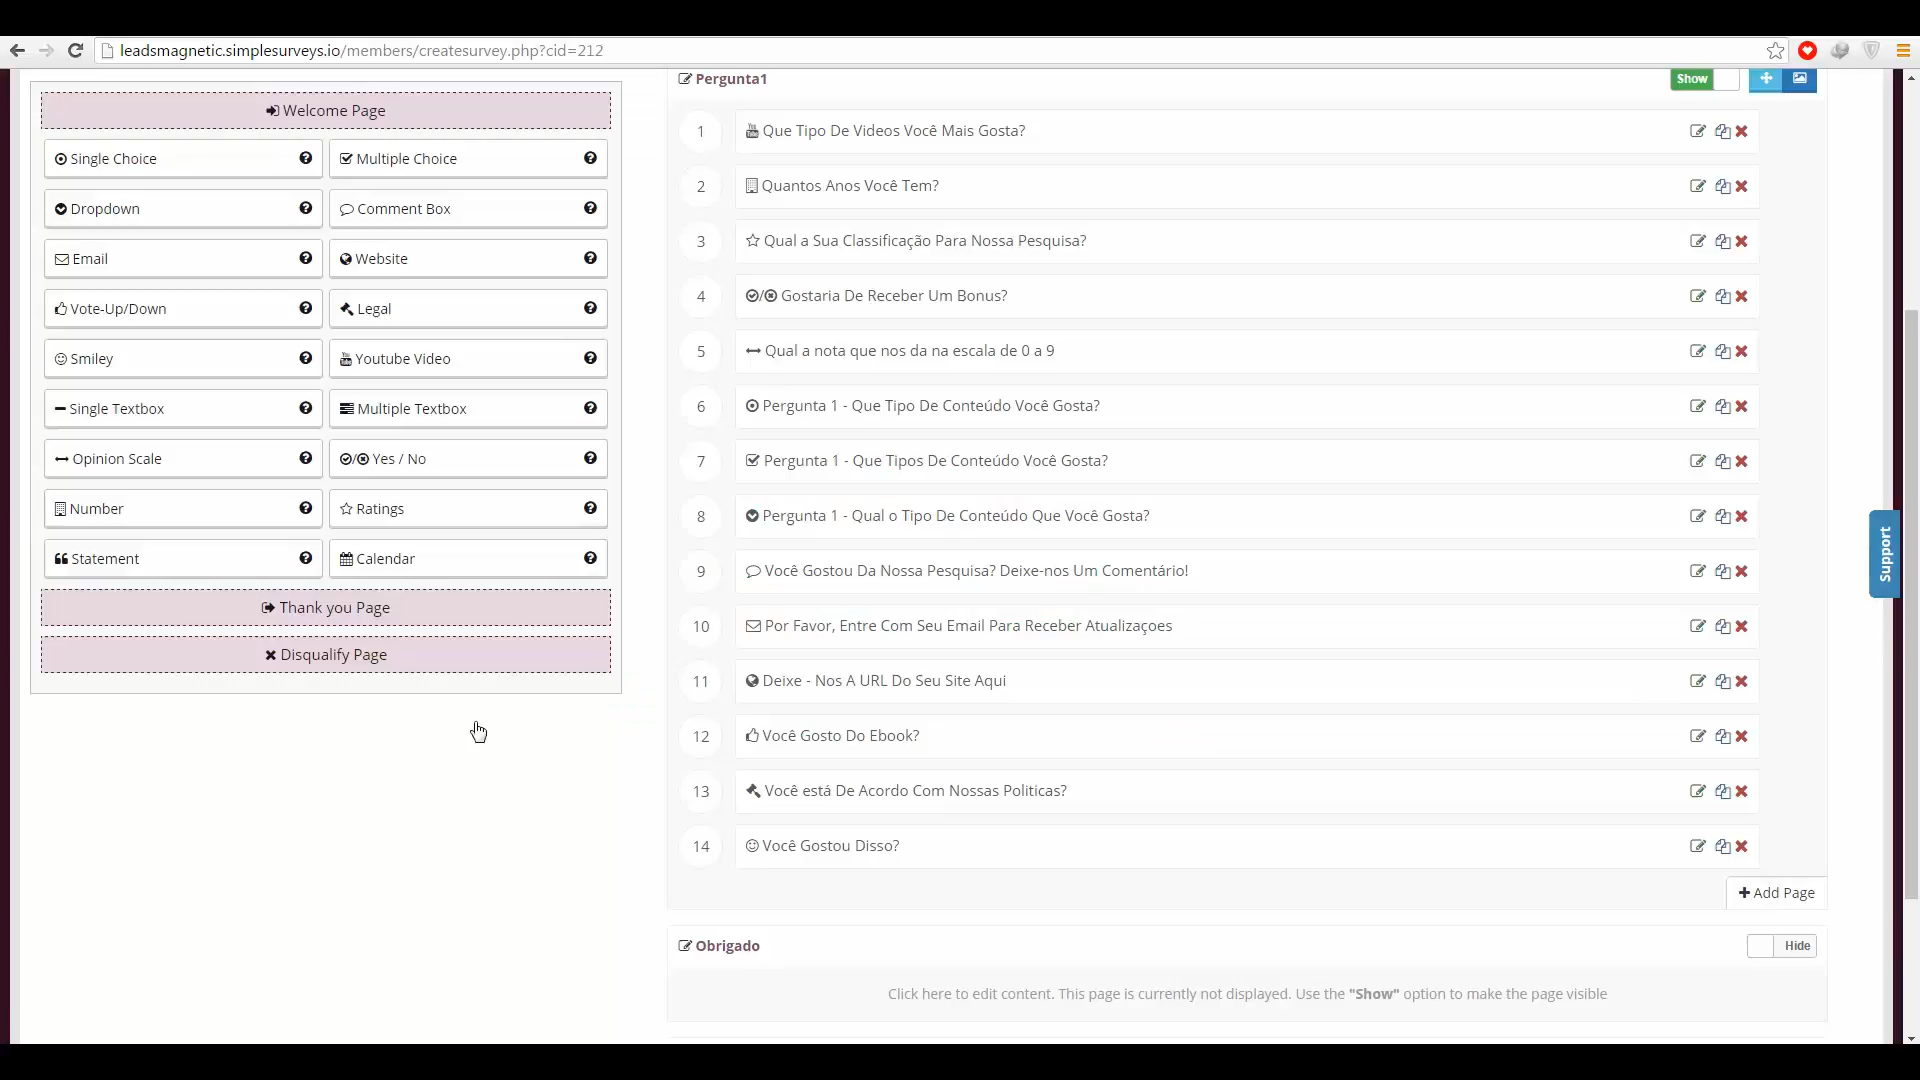 leadsmagnetic.simplesurveys.io/members/createsurvey.php?cid=212
Welcome Page
Single Choice
Multiple Choice
Dropdown
Comment Box
Email
Website
Vote-Up/Down
Legal
Smiley
Youtube Video
Single Textbox
Multiple Textbox
Opinion Scale
Yes / No
Number
Ratings
Statement
Calendar
Thank you Page
Disqualify Page
Pergunta1
Show
1 Que Tipo De Videos Você Mais Gosta?
2 Quantos Anos Você Tem?
3 Qual a Sua Classificação Para Nossa Pesquisa?
4 Gostaria De Receber Um Bonus?
5 Qual a nota que nos da na escala de 0 a 9
6 Pergunta 1 - Que Tipo De Conteúdo Você Gosta?
7 Pergunta 1 - Que Tipos De Conteúdo Você Gosta?
8 Pergunta 1 - Qual o Tipo De Conteúdo Que Você Gosta?
9 Você Gostou Da Nossa Pesquisa? Deixe-nos Um Comentário!
10 Por Favor, Entre Com Seu Email Para Receber Atualizaçoes
11 Deixe - Nos A URL Do Seu Site Aqui
12 Você Gosto Do Ebook?
13 Você está De Acordo Com Nossas Politicas?
14 Você Gostou Disso?
Add Page
Obrigado
Hide
Click here to edit content. This page is currently not displayed. Use the "Show" option to make the page visible
Support